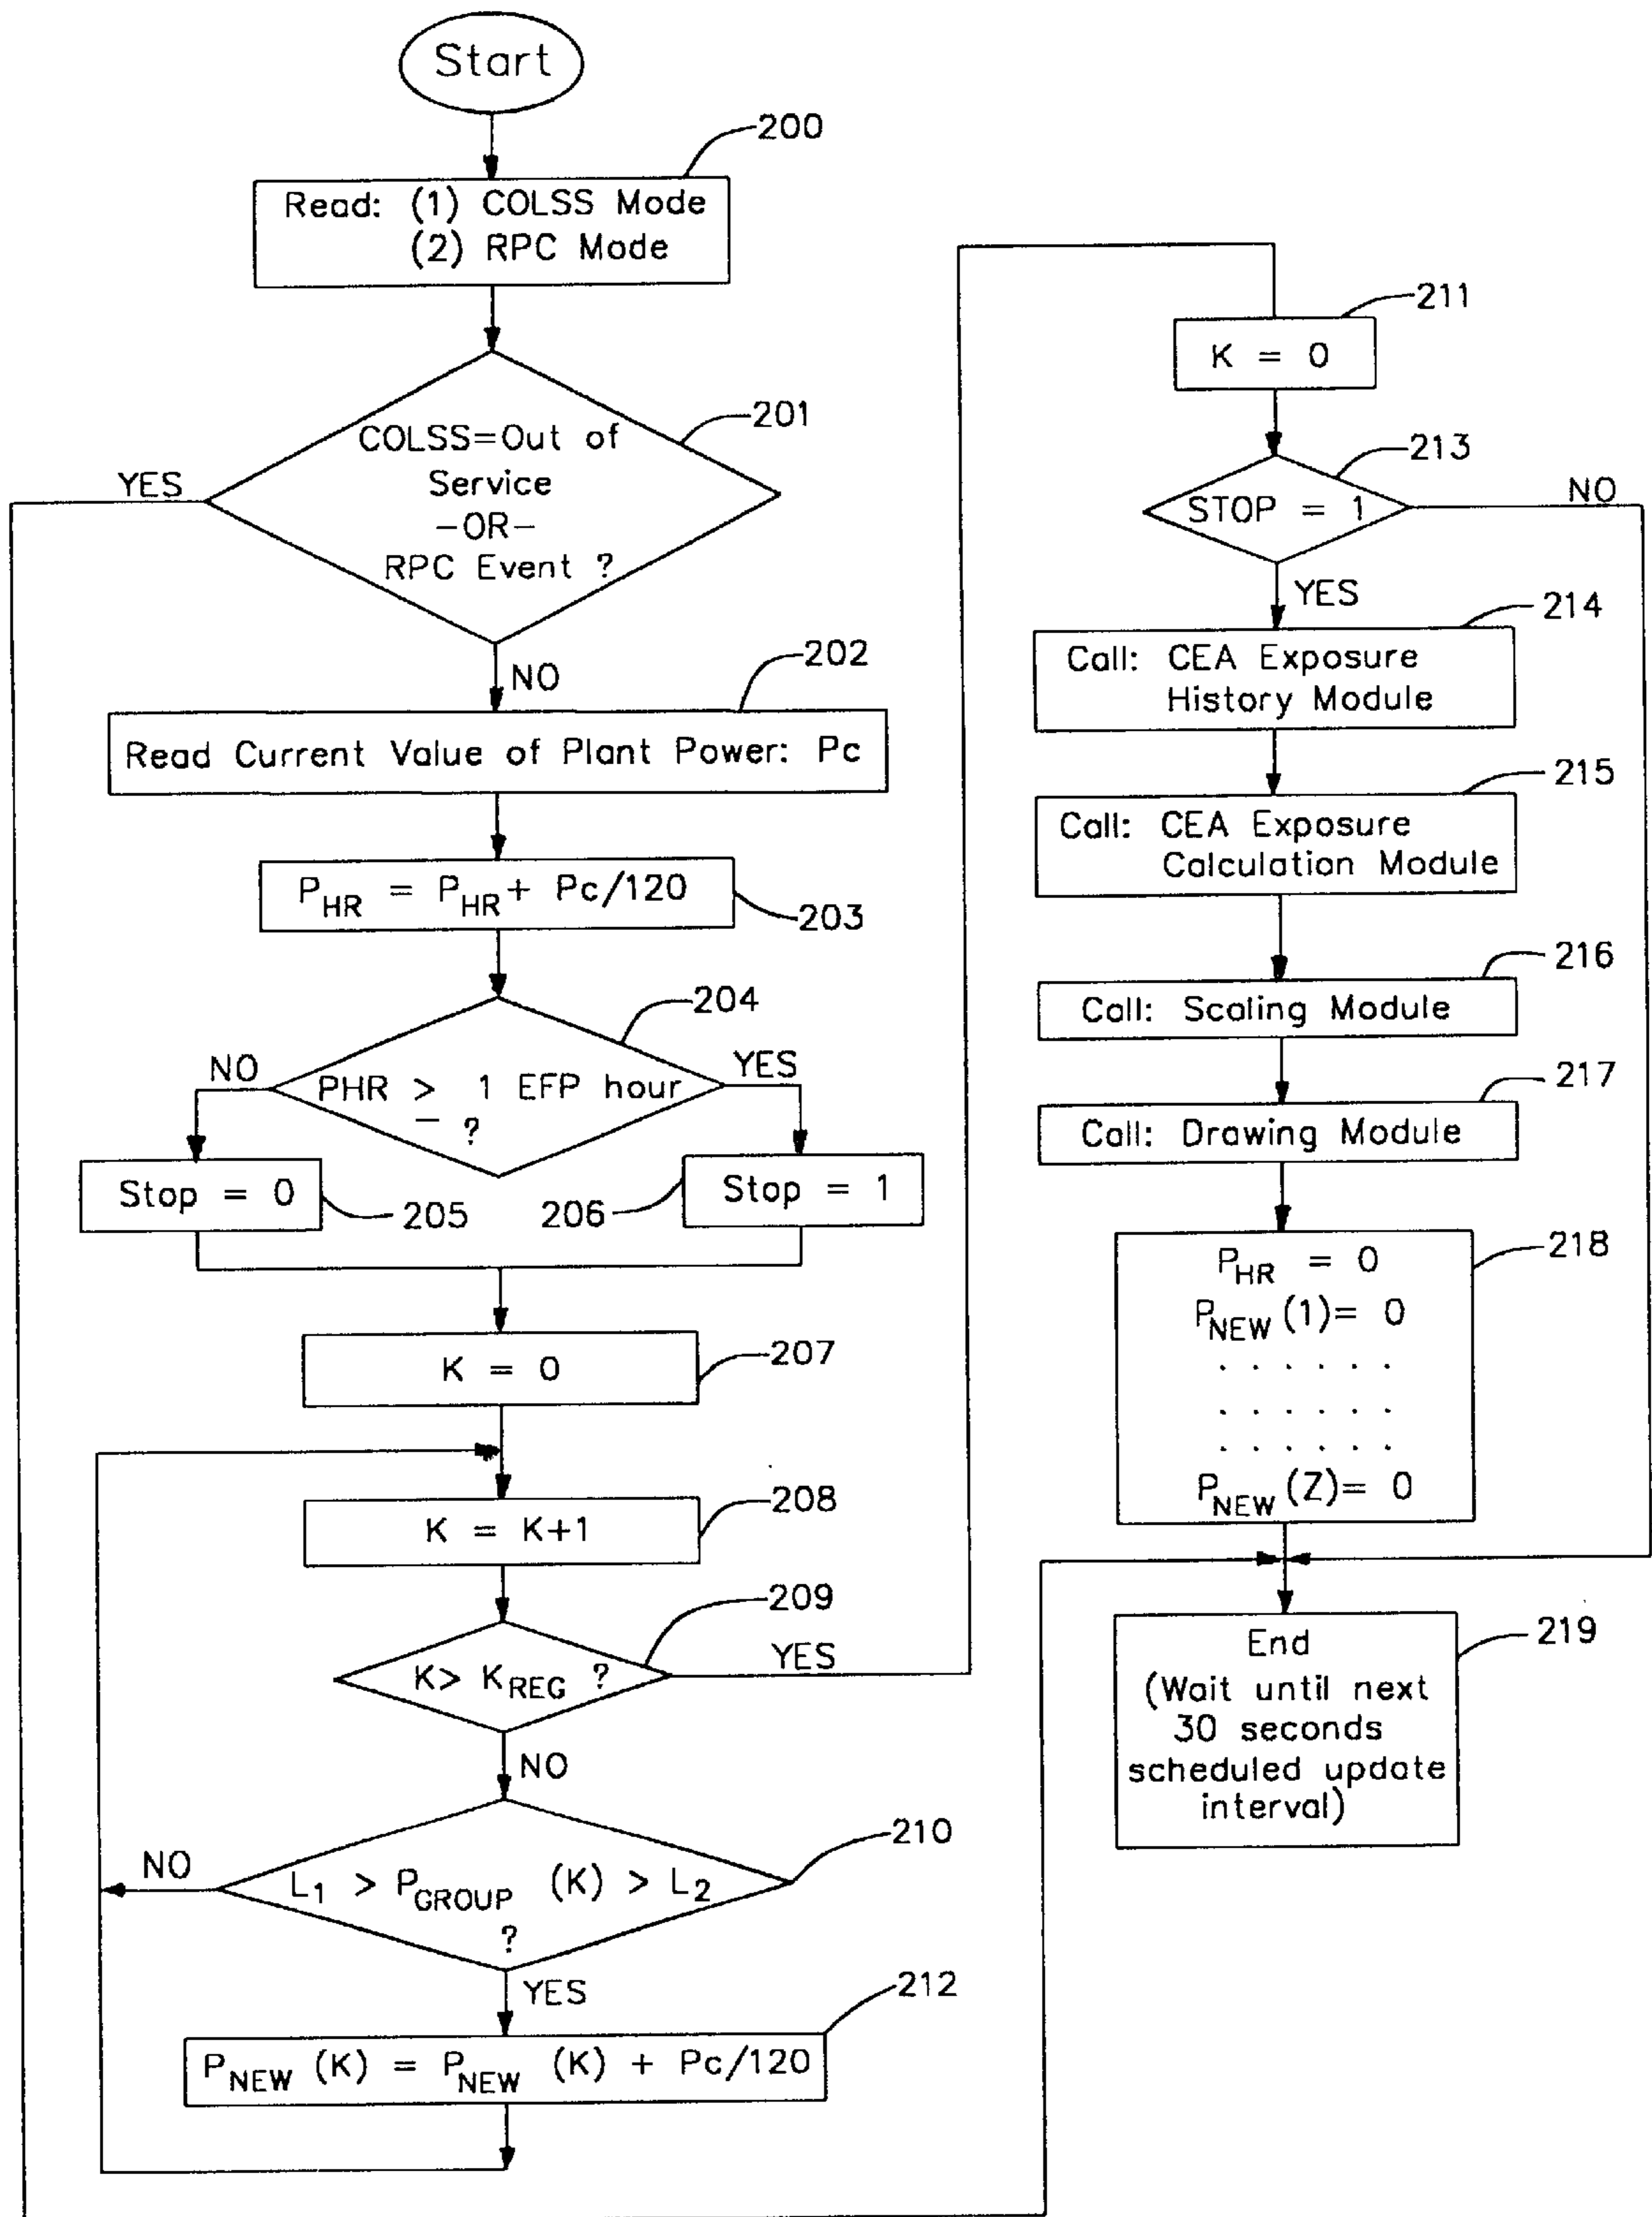 Start
200
Read: (1) COLSS Mode
(2) RPC Mode
201
COLSS=Out of
Service
-OR-
RPC Event ?
YES
NO
202
Read Current Value of Plant Power: Pc
P_HR = P_HR + Pc/120
203
204
PHR ≥ 1 EFP hour
?
NO
YES
Stop = 0
205
206
Stop = 1
K = 0
207
208
K = K+1
209
K> K_REG ?
YES
NO
210
L₁ > P_GROUP (K) > L₂
?
NO
YES
212
P_NEW (K) = P_NEW (K) + Pc/120
211
K = 0
213
STOP = 1
NO
YES
214
Call: CEA Exposure
History Module
215
Call: CEA Exposure
Calculation Module
216
Call: Scaling Module
217
Call: Drawing Module
218
P_HR = 0
P_NEW (1)= 0
. . . . . .
. . . . . .
. . . . . .
P_NEW (Z)= 0
219
End
(Wait until next
30 seconds
scheduled update
interval)